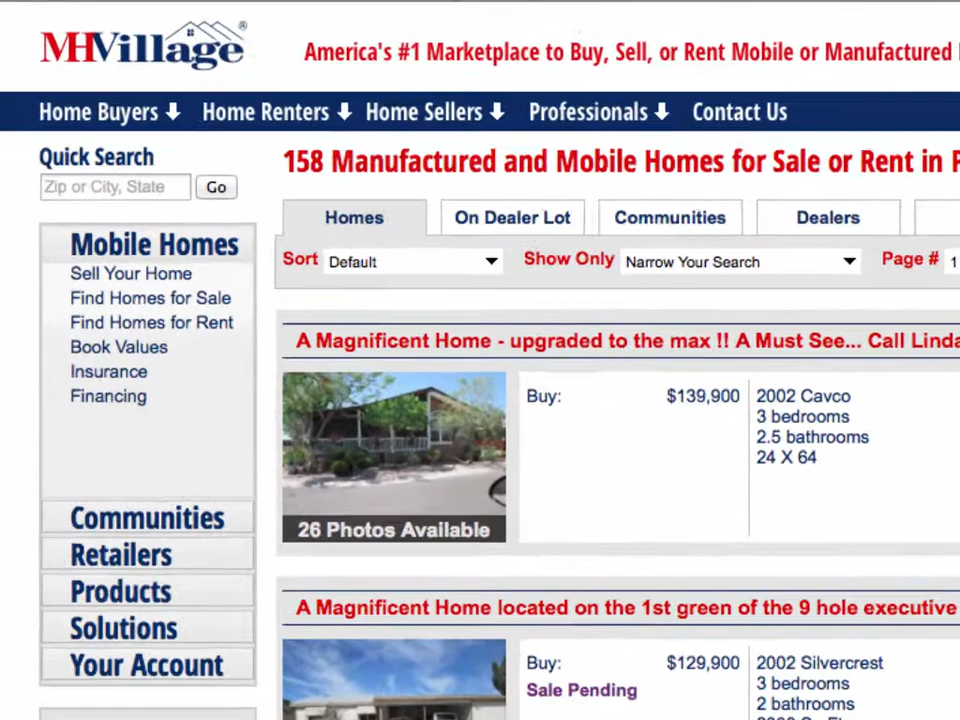 MHVillage®
America's #1 Marketplace to Buy, Sell, or Rent Mobile or Manufactured
Home Buyers Home Renters Home Sellers Professionals Contact Us
Quick Search
Zip or City, State Go
158 Manufactured and Mobile Homes for Sale or Rent in
Homes On Dealer Lot Communities Dealers
Sort Default Show Only Narrow Your Search Page # 1
Mobile Homes
Sell Your Home
Find Homes for Sale
Find Homes for Rent
Book Values
Insurance
Financing
Communities
Retailers
Products
Solutions
Your Account
A Magnificent Home - upgraded to the max !! A Must See... Call Linda
26 Photos Available
Buy: $139,900
2002 Cavco
3 bedrooms
2.5 bathrooms
24 X 64
A Magnificent Home located on the 1st green of the 9 hole executive
Buy: $129,900
Sale Pending
2002 Silvercrest
3 bedrooms
2 bathrooms